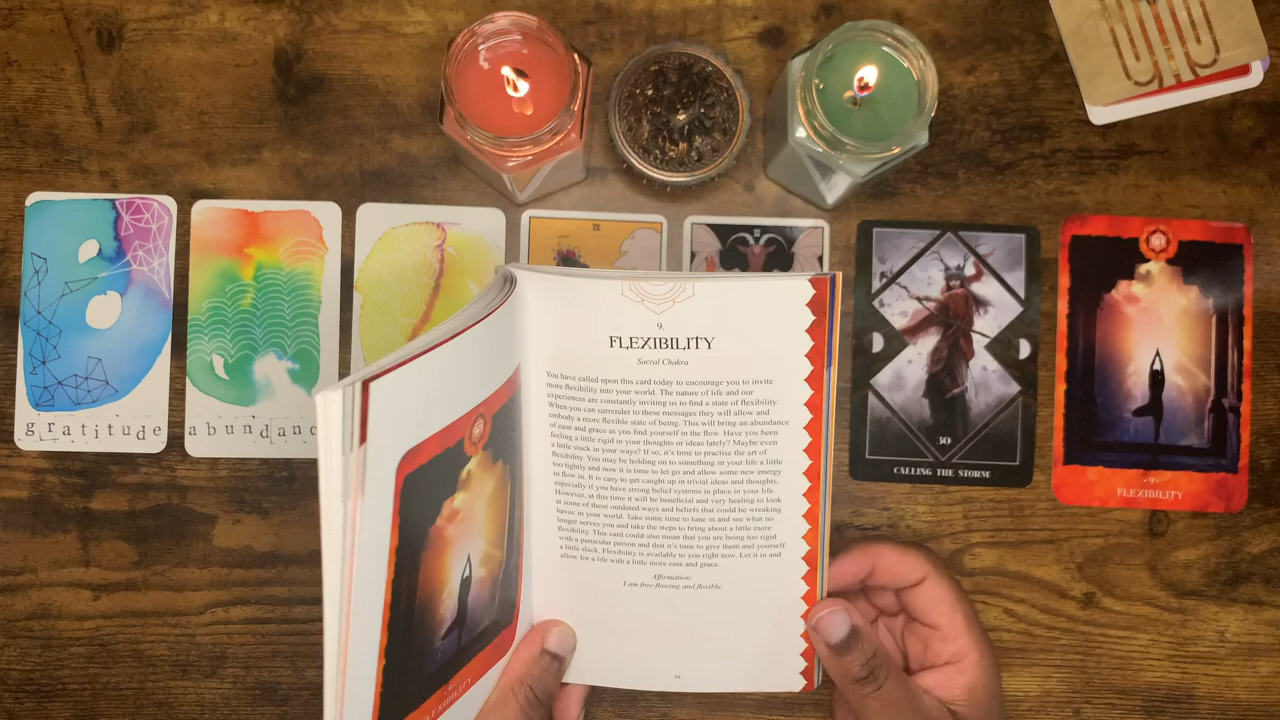 gratitude
abundanc
XII
CALLING THE STORM
30
·9·
FLEXIBILITY
9.
FLEXIBILITY
Sacral Chakra
You have called upon this card today to encourage you to invite
more flexibility into your world. The nature of life and our
experiences are constantly inviting us to find a state of flexibility.
When you can surrender to these messages they will allow and
embody a more flexible state of being. This will bring an abundance
of ease and grace as you find yourself in the flow. Have you been
feeling a little rigid in your thoughts or ideas lately? Maybe even
a little stuck in your ways? If so, it's time to practise the art of
flexibility. You may be holding on to something in your life a little
too tightly and now it is time to let go and allow some new energy
to flow in. It is easy to get caught up in trivial ideas and thoughts,
especially if you have strong belief systems in place in your life.
However, at this time it will be beneficial and very healing to look
at some of these outdated ways and beliefs that could be wreaking
havoc in your world. Take some time to tune in and see what no
longer serves you and take the steps to bring about a little more
flexibility. This card could also mean that you are being too rigid
with a particular person and that it's time to give them and yourself
a little slack. Flexibility is available to you right now. Let it in and
allow for a life with a little more ease and grace.
Affirmation:
I am free-flowing and flexible.
FLEXIBILITY